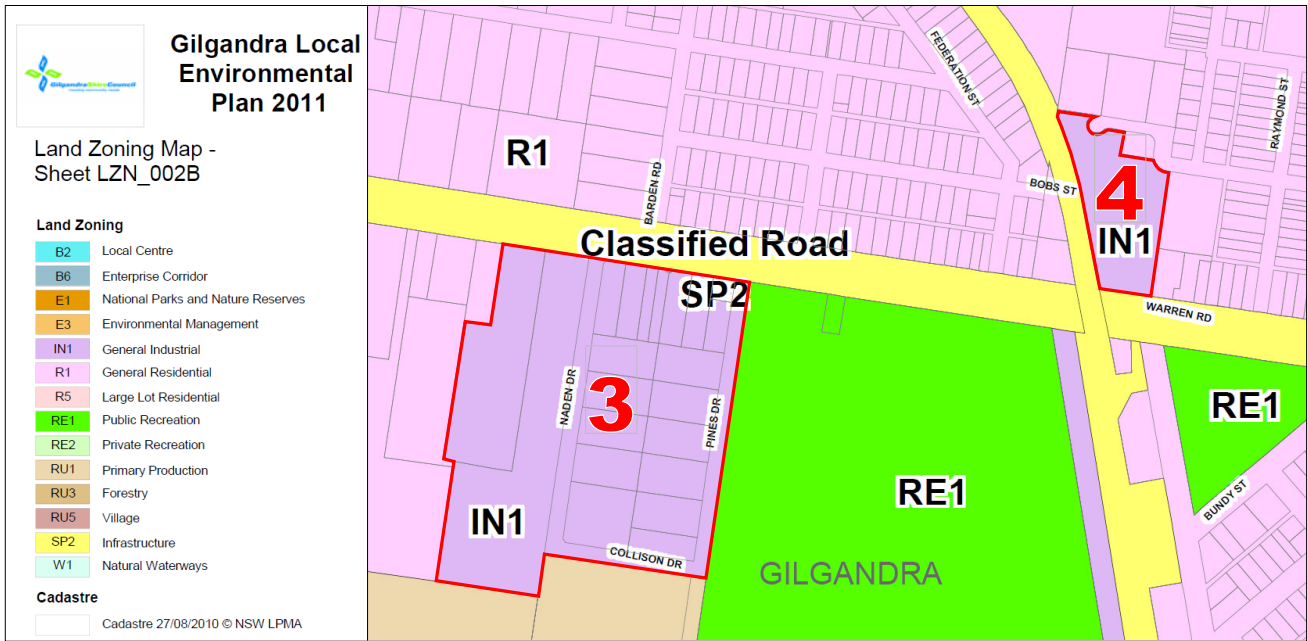 GilgandraShireCouncil
Gilgandra Local
Environmental
Plan 2011
Land Zoning Map -
Sheet LZN_002B
Land Zoning
B2 Local Centre
B6 Enterprise Corridor
E1 National Parks and Nature Reserves
E3 Environmental Management
IN1 General Industrial
R1 General Residential
R5 Large Lot Residential
RE1 Public Recreation
RE2 Private Recreation
RU1 Primary Production
RU3 Forestry
RU5 Village
SP2 Infrastructure
W1 Natural Waterways
Cadastre
Cadastre 27/08/2010 © NSW LPMA
FEDERATION ST
RAYMOND ST
R1
BARDEN RD
BOBS ST
4
IN1
Classified Road
SP2
WARREN RD
NADEN DR
3
PINES DR
RE1
RE1
BUNDY ST
IN1
COLLISON DR
GILGANDRA